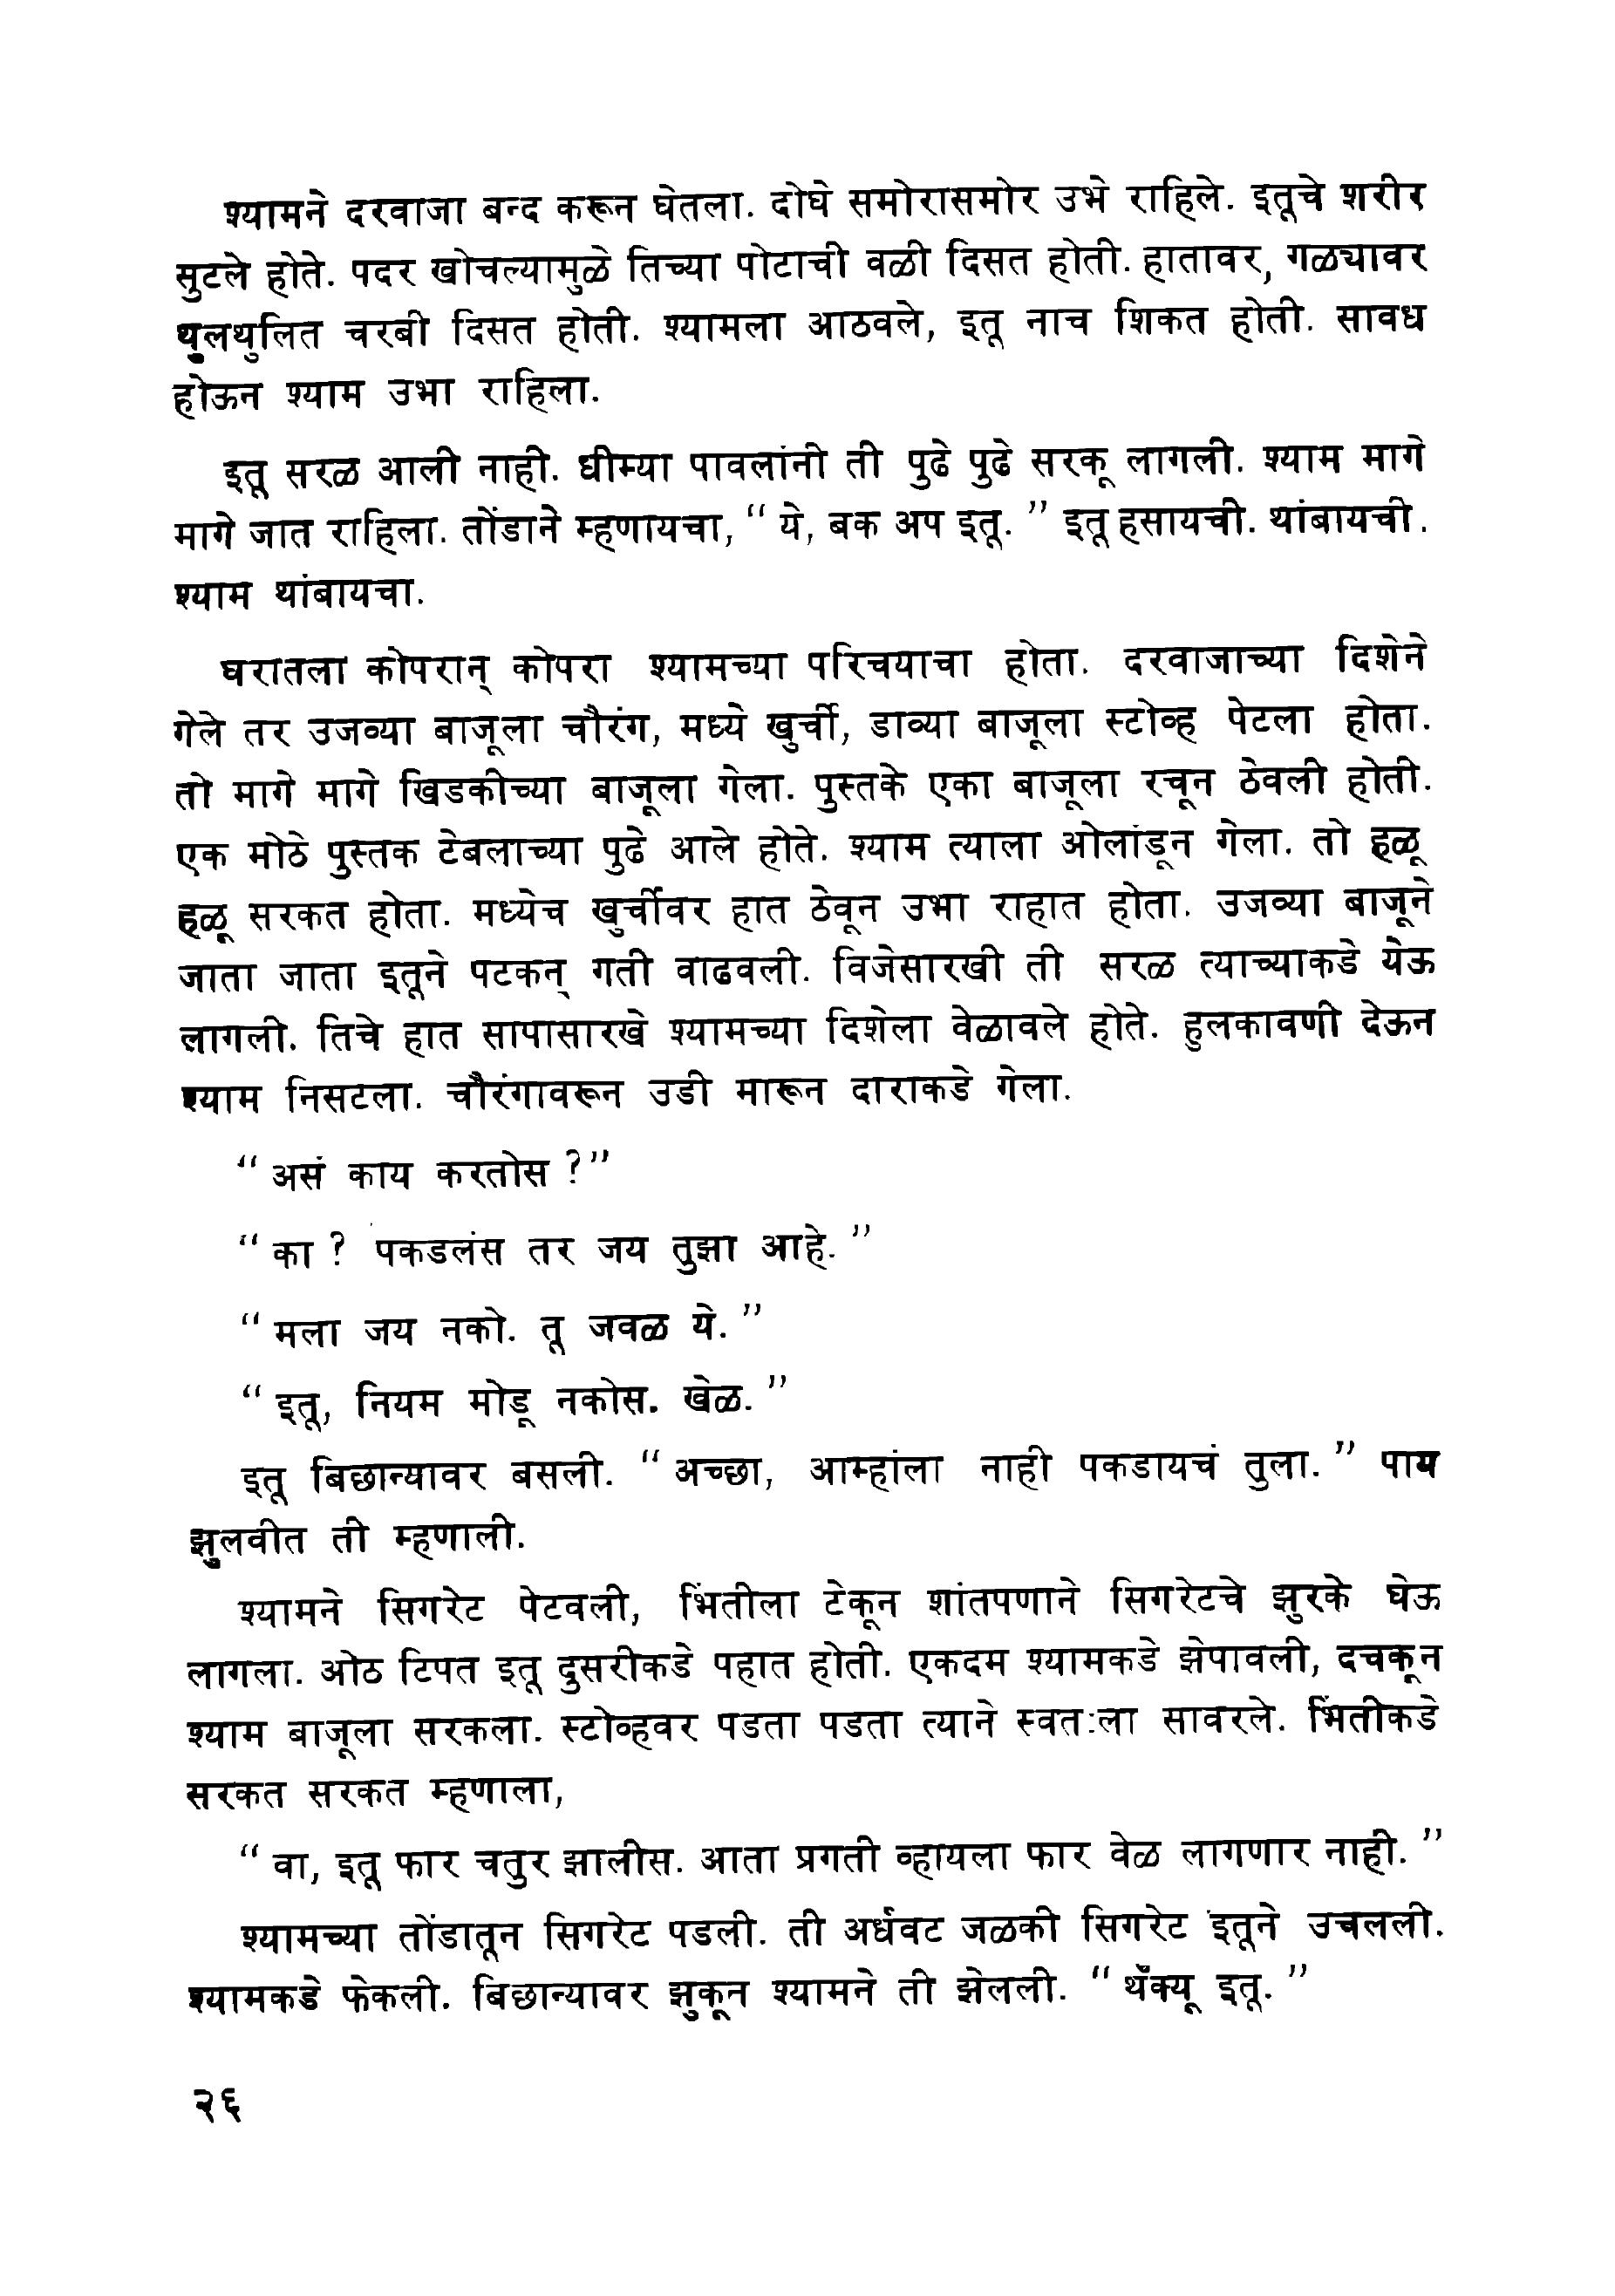 श्यामने दरवाजा बन्द करून घेतला. दोघे समोरासमोर उभे राहिले. इतूचे शरीर
सुटले होते. पदर खोचल्यामुळे तिच्या पोटाची वळी दिसत होती. हातावर, गळ्यावर
थुलथुलित चरबी दिसत होती. श्यामला आठवले, इतू नाच शिकत होती. सावध
होऊन श्याम उभा राहिला.
इतू सरळ आली नाही. धीम्या पावलांनी ती पुढे पुढे सरकू लागली. श्याम मागे
मागे जात राहिला. तोंडाने म्हणायचा, “ ये, बक अप इतू. ” इतू हसायची. थांबायची.
श्याम थांबायचा.
घरातला कोपरान् कोपरा श्यामच्या परिचयाचा होता. दरवाजाच्या दिशेने
गेले तर उजव्या बाजूला चौरंग, मध्ये खुर्ची, डाव्या बाजूला स्टोव्ह पेटला होता.
तो मागे मागे खिडकीच्या बाजूला गेला. पुस्तके एका बाजूला रचून ठेवली होती.
एक मोठे पुस्तक टेबलाच्या पुढे आले होते. श्याम त्याला ओलांडून गेला. तो हळू
हळू सरकत होता. मध्येच खुर्चीवर हात ठेवून उभा राहात होता. उजव्या बाजूने
जाता जाता इतूने पटकन् गती वाढवली. विजेसारखी ती सरळ त्याच्याकडे येऊ
लागली. तिचे हात सापासारखे श्यामच्या दिशेला वेळावले होते. हुलकावणी देऊन
श्याम निसटला. चौरंगावरून उडी मारून दाराकडे गेला.
“ असं काय करतोस ?”
“ का ? पकडलंस तर जय तुझा आहे. ”
“ मला जय नको. तू जवळ ये. ”
“ इतू, नियम मोडू नकोस. खेळ. ”
इतू बिछान्यावर बसली. “ अच्छा, आम्हांला नाही पकडायचं तुला. ” पाय
झुलवीत ती म्हणाली.
श्यामने सिगरेट पेटवली, भिंतीला टेकून शांतपणाने सिगरेटचे झुरके घेऊ
लागला. ओठ टिपत इतू दुसरीकडे पहात होती. एकदम श्यामकडे झेपावली, दचकून
श्याम बाजूला सरकला. स्टोव्हवर पडता पडता त्याने स्वतःला सावरले. भिंतीकडे
सरकत सरकत म्हणाला,
“ वा, इतू फार चतुर झालीस. आता प्रगती व्हायला फार वेळ लागणार नाही. ”
श्यामच्या तोंडातून सिगरेट पडली. ती अर्धवट जळकी सिगरेट इतूने उचलली.
श्यामकडे फेकली. बिछान्यावर झुकून श्यामने ती झेलली. “ थॅंक्यू इतू. ”
२६